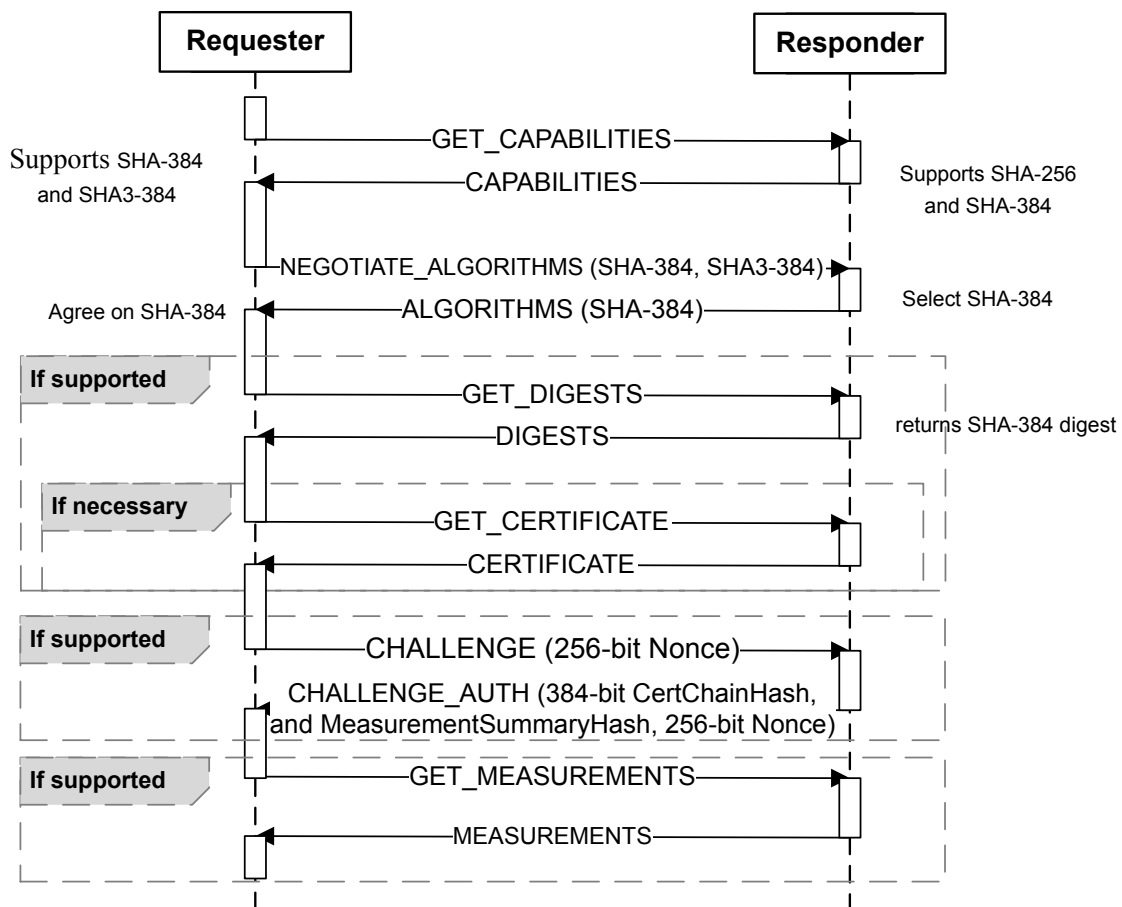 Requester
Responder
GET_CAPABILITIES
Supports SHA-384
and SHA3-384
CAPABILITIES
Supports SHA-256
and SHA-384
NEGOTIATE_ALGORITHMS (SHA-384, SHA3-384)
Agree on SHA-384
ALGORITHMS (SHA-384)
Select SHA-384
If supported
GET_DIGESTS
DIGESTS
returns SHA-384 digest
If necessary
GET_CERTIFICATE
CERTIFICATE
If supported
CHALLENGE (256-bit Nonce)
CHALLENGE_AUTH (384-bit CertChainHash,
and MeasurementSummaryHash, 256-bit Nonce)
If supported
GET_MEASUREMENTS
MEASUREMENTS